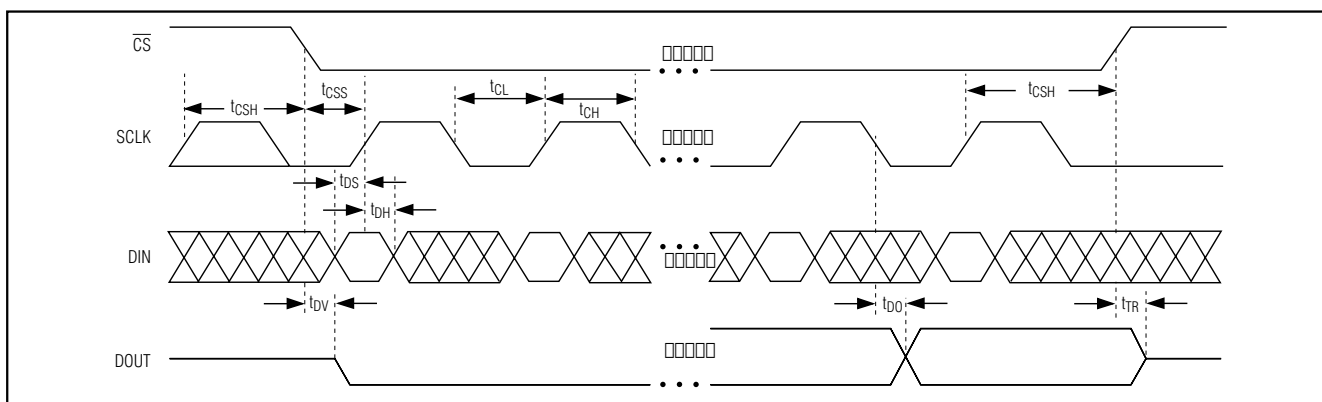 CS
tCSS
tCL
tCSH
tCSH
tCH
SCLK
• • •
tDS
tDH
DIN
• • •
tDV
tDO
tTR
DOUT
• • •